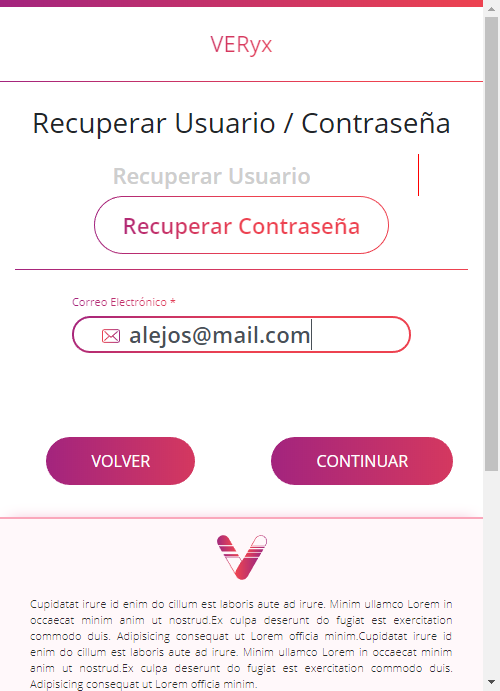 VERyx
Recuperar Usuario / Contraseña
Recuperar Usuario
Recuperar Contraseña
Correo Electrónico *
alejos@mail.com
VOLVER
CONTINUAR
Cupidatat irure id enim do cillum est laboris aute ad irure. Minim ullamco Lorem in
occaecat minim anim ut nostrud.Ex culpa deserunt do fugiat est exercitation
commodo duis. Adipisicing consequat ut Lorem officia minim.Cupidatat irure id
enim do cillum est laboris aute ad irure. Minim ullamco Lorem in occaecat minim
anim ut nostrud.Ex culpa deserunt do fugiat est exercitation commodo duis.
Adipisicing consequat ut Lorem officia minim.